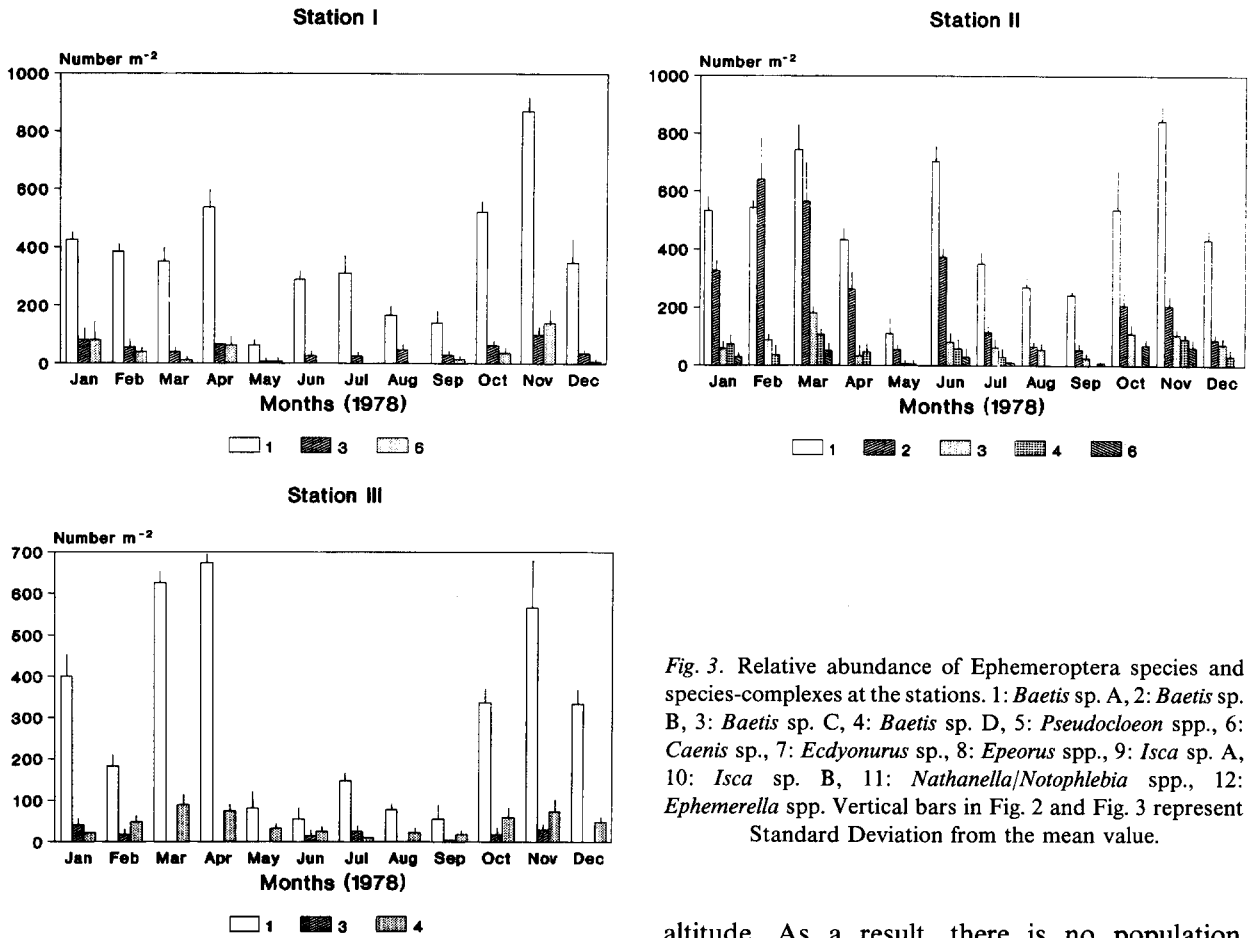 Station I
Number m⁻²
1000
800
600
400
200
0
Jan Feb Mar Apr May Jun Jul Aug Sep Oct Nov Dec
Months (1978)
1 3 6
Station II
Number m⁻²
1000
800
600
400
200
0
Jan Feb Mar Apr May Jun Jul Aug Sep Oct Nov Dec
Months (1978)
1 2 3 4 6
Station III
Number m⁻²
700
600
500
400
300
200
100
0
Jan Feb Mar Apr May Jun Jul Aug Sep Oct Nov Dec
Months (1978)
1 3 4
Fig. 3. Relative abundance of Ephemeroptera species and
species-complexes at the stations. 1: Baetis sp. A, 2: Baetis sp.
B, 3: Baetis sp. C, 4: Baetis sp. D, 5: Pseudocloeon spp., 6:
Caenis sp., 7: Ecdyonurus sp., 8: Epeorus spp., 9: Isca sp. A,
10: Isca sp. B, 11: Nathanella/Notophlebia spp., 12:
Ephemerella spp. Vertical bars in Fig. 2 and Fig. 3 represent
Standard Deviation from the mean value.
altitude. As a result, there is no population